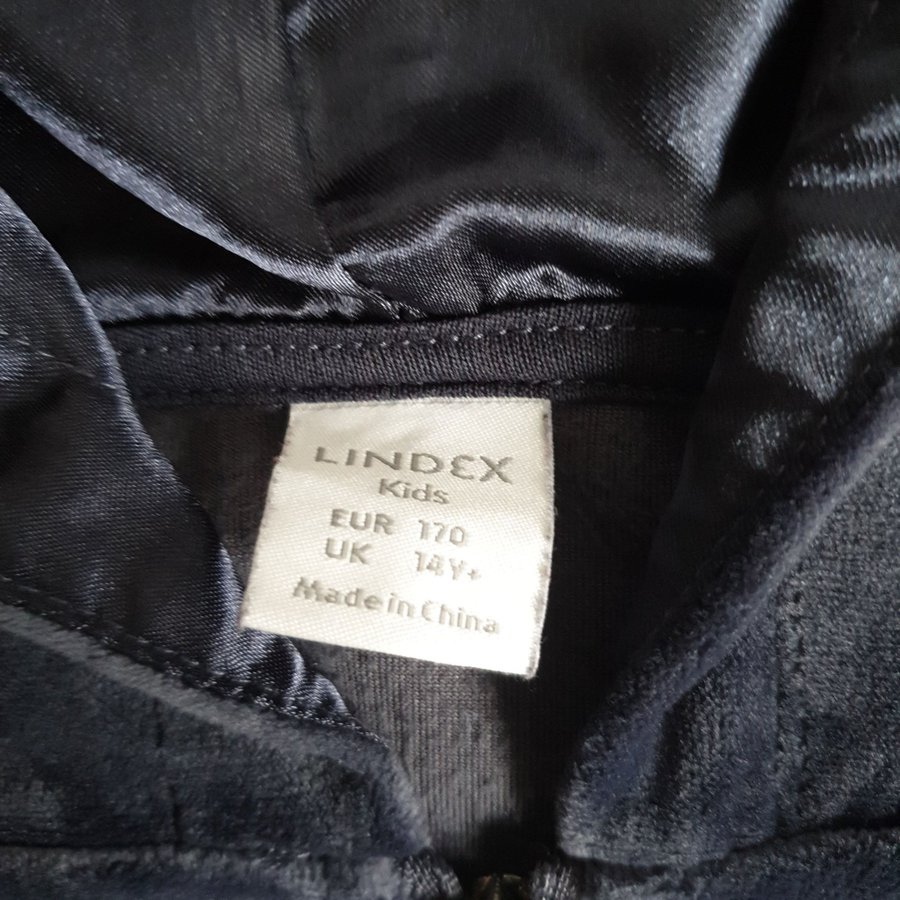 LINDEX
Kids
EUR 170
UK 14Y+
Made in China